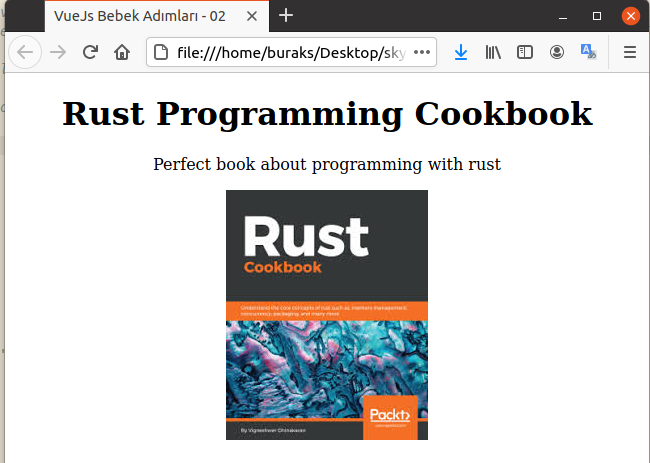 VueJs Bebek Adımları - 02
file:///home/buraks/Desktop/sky
Rust Programming Cookbook
Perfect book about programming with rust
Rust
Cookbook
Understand the core concepts of rust such as, memory management,
concurrency, packaging, and many more
Packt>
By Vigneshwer Dhinakaran